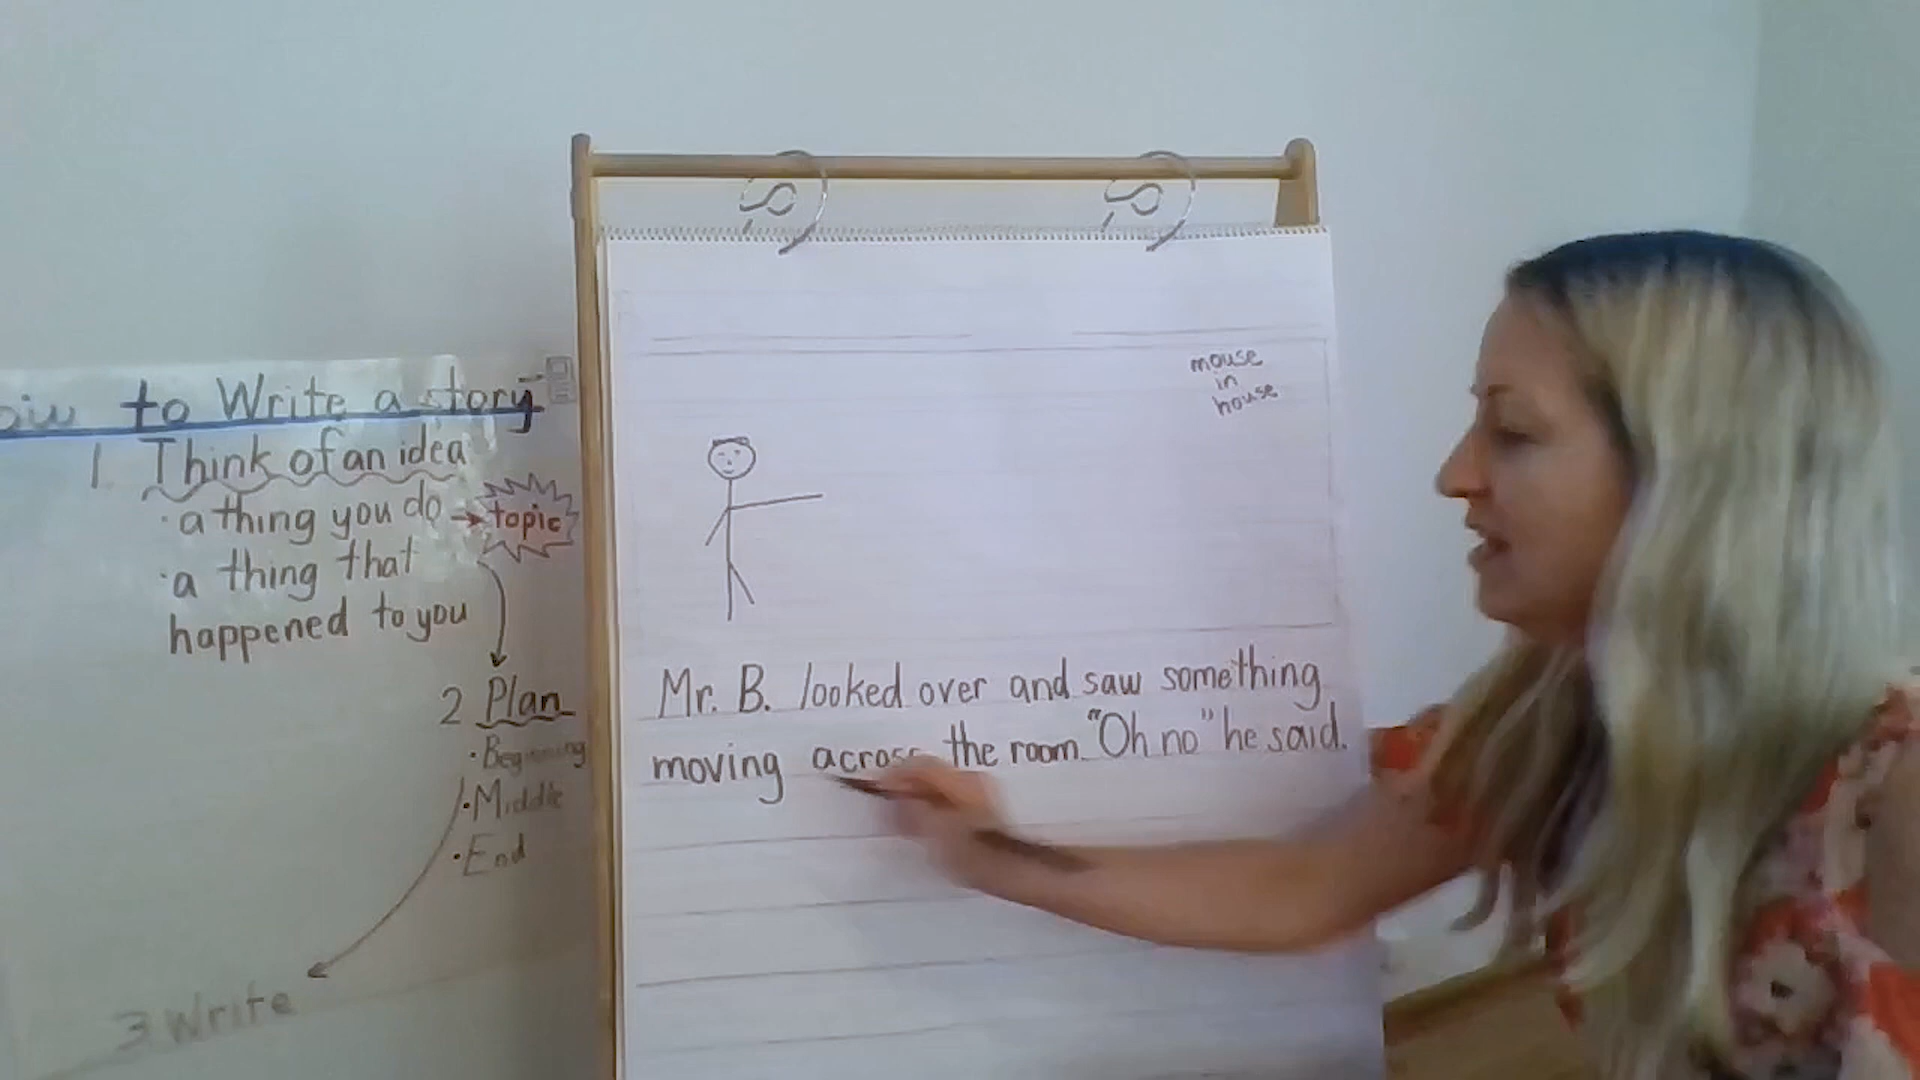 to Write a story
1. Think of an idea
· a thing you do → topic
· a thing that
happened to you
2 Plan
· Beginning
· Middle
· End
3 Write
mouse
in
house
Mr. B. looked over and saw something
moving across the room. "Oh no" he said.